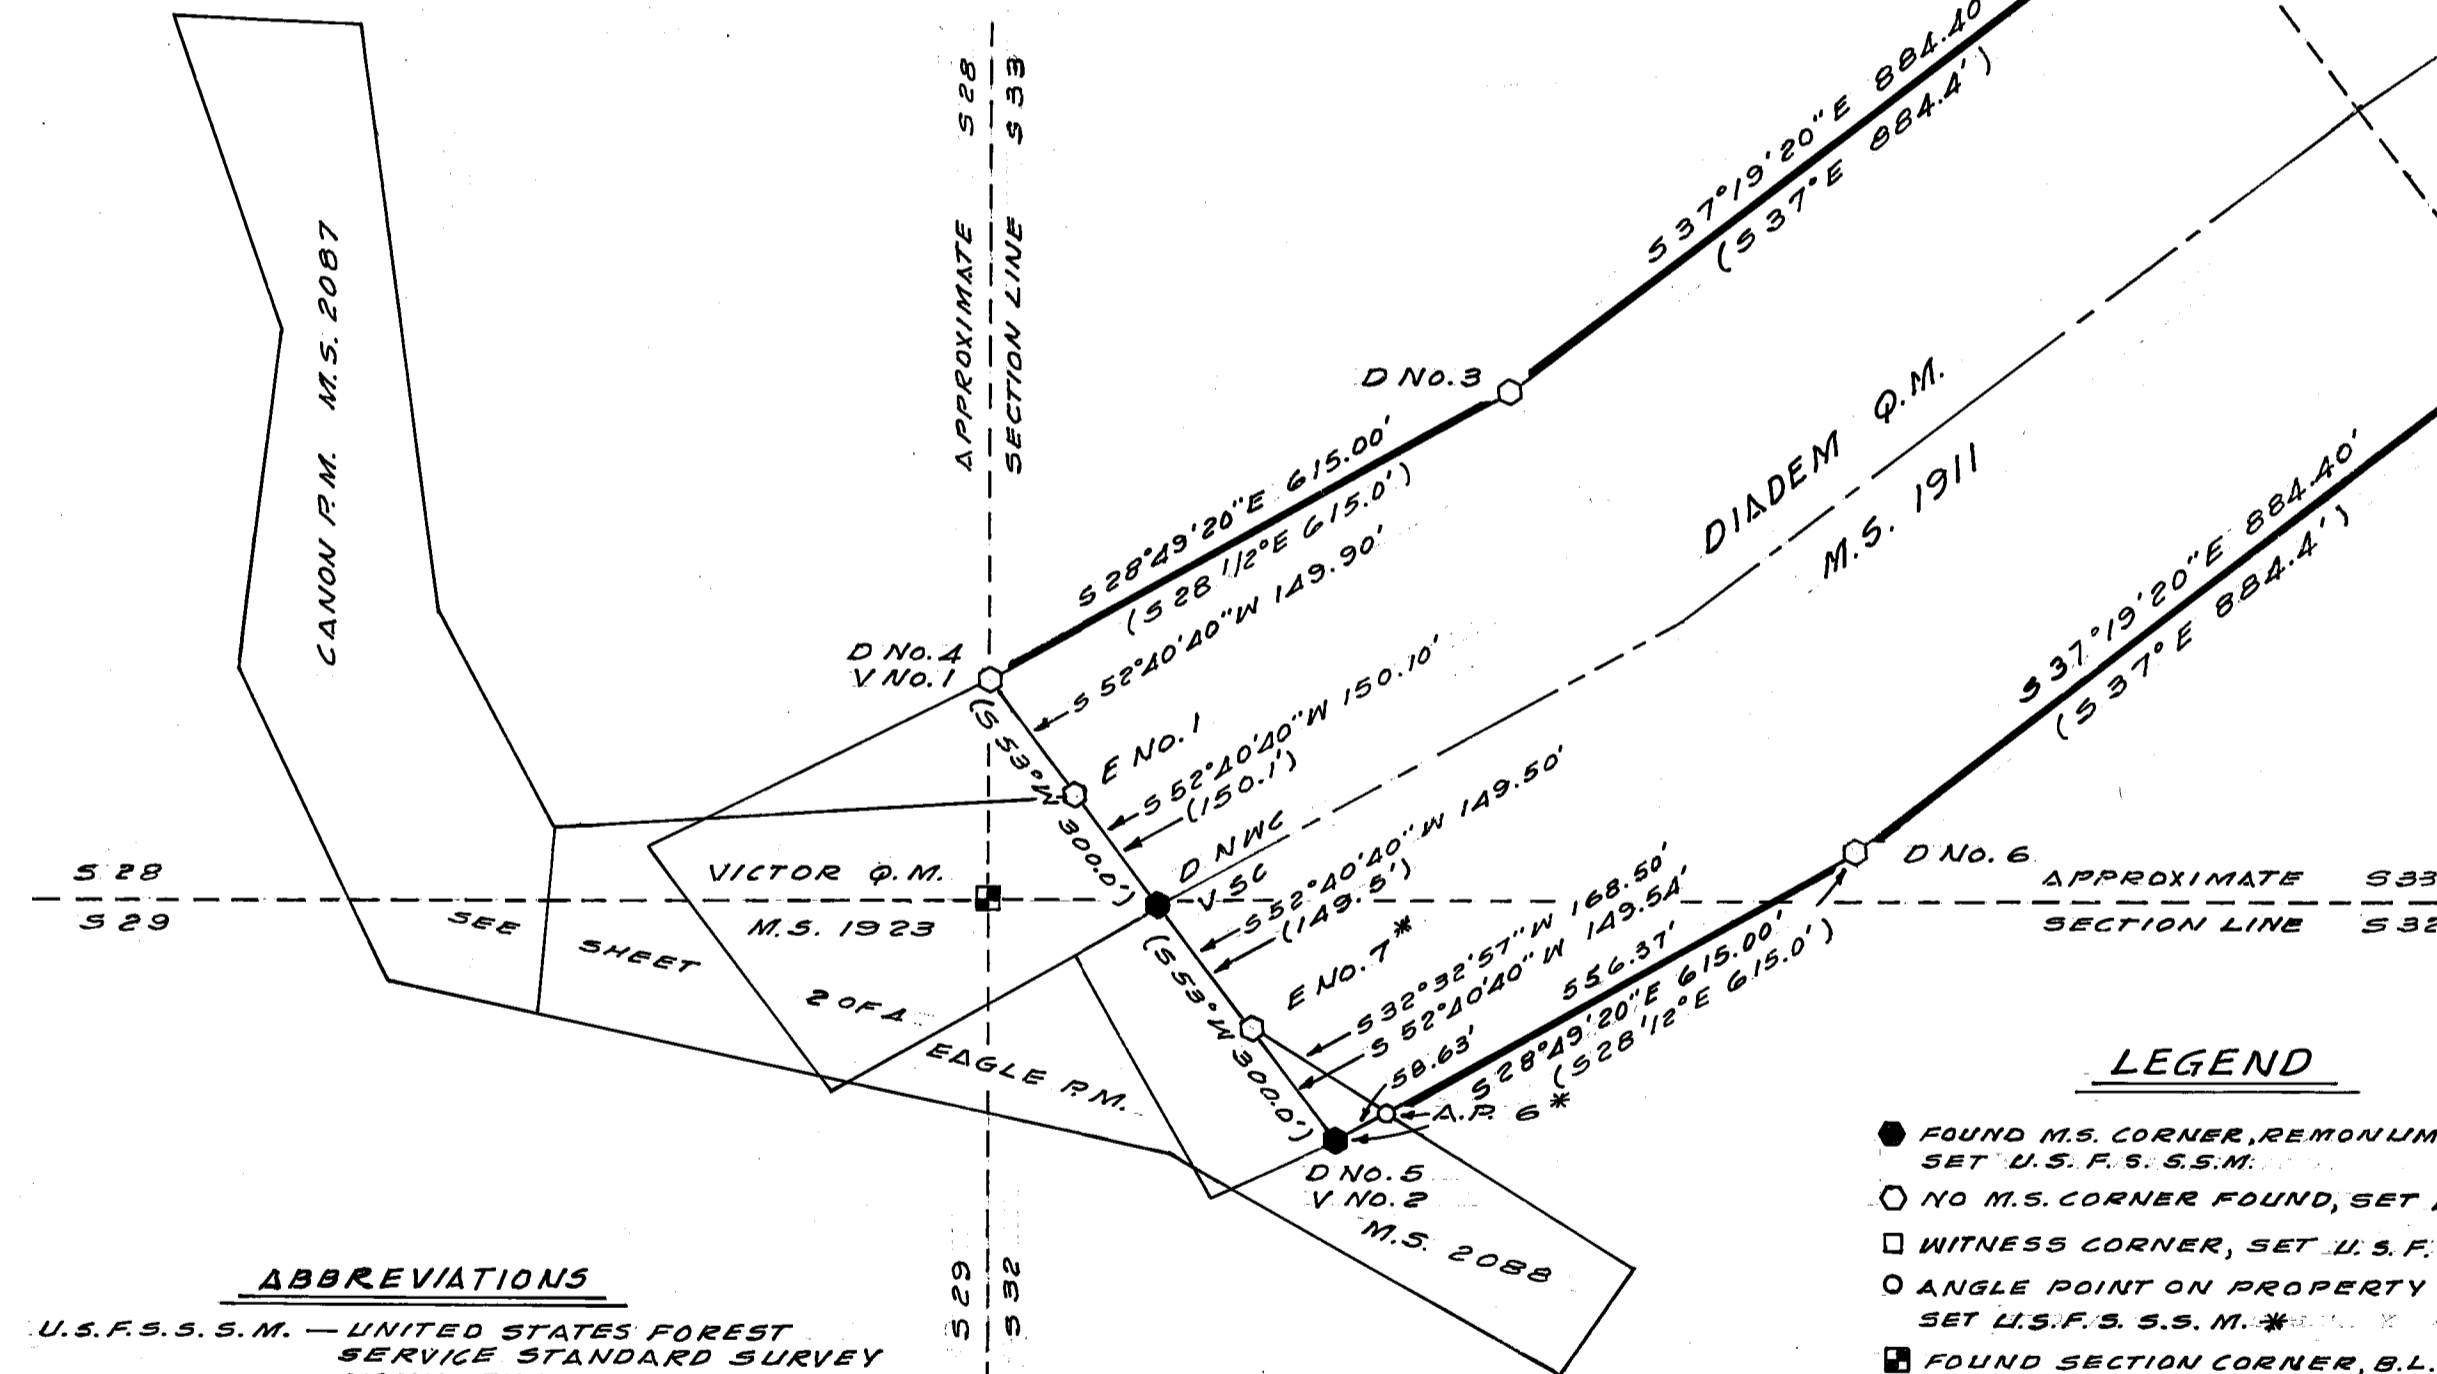 CANON P.M. M.S. 2087
APPROXIMATE S 28
SECTION LINE S 33
S 37°19'20"E 884.40'
(S 37°E 884.4')
D NO. 3
S 28°49'20"E 615.00'
(S 28 1/2°E 615.0')
DIADEM Q.M.
M.S. 1911
S 37°19'20"E 884.40'
(S 37°E 884.4')
D NO. 4
V NO. 1
S 52°40'40"W 149.90'
(S 53°W 300.0')
E NO. 1
S 52°40'40"W 150.10'
(150.1')
D NWC
V SC
S 52°40'40"W 149.50'
(149.5')
(S 53°W 300.0')
E NO. 7*
S 32°32'57"W 168.50'
S 52°40'40"W 149.54'
58.63'
556.37'
S 28°49'20"E 615.00'
(S 28 1/2°E 615.0')
D NO. 6
APPROXIMATE S 33
SECTION LINE S 32
S 28
S 29
SEE
SHEET
2 OF 4
VICTOR Q.M.
M.S. 1923
EAGLE P.M.
A.P. 6*
D NO. 5
V NO. 2
M.S. 2088
S 29
S 32
ABBREVIATIONS
U.S.F.S.S.S.M. — UNITED STATES FOREST
SERVICE STANDARD SURVEY
LEGEND
FOUND M.S. CORNER, REMONUM
SET U.S. F. S. S.S.M.
NO M.S. CORNER FOUND, SET
WITNESS CORNER, SET U.S.F.
ANGLE POINT ON PROPERTY
SET U.S.F.S. S.S.M.*
FOUND SECTION CORNER, B.L.